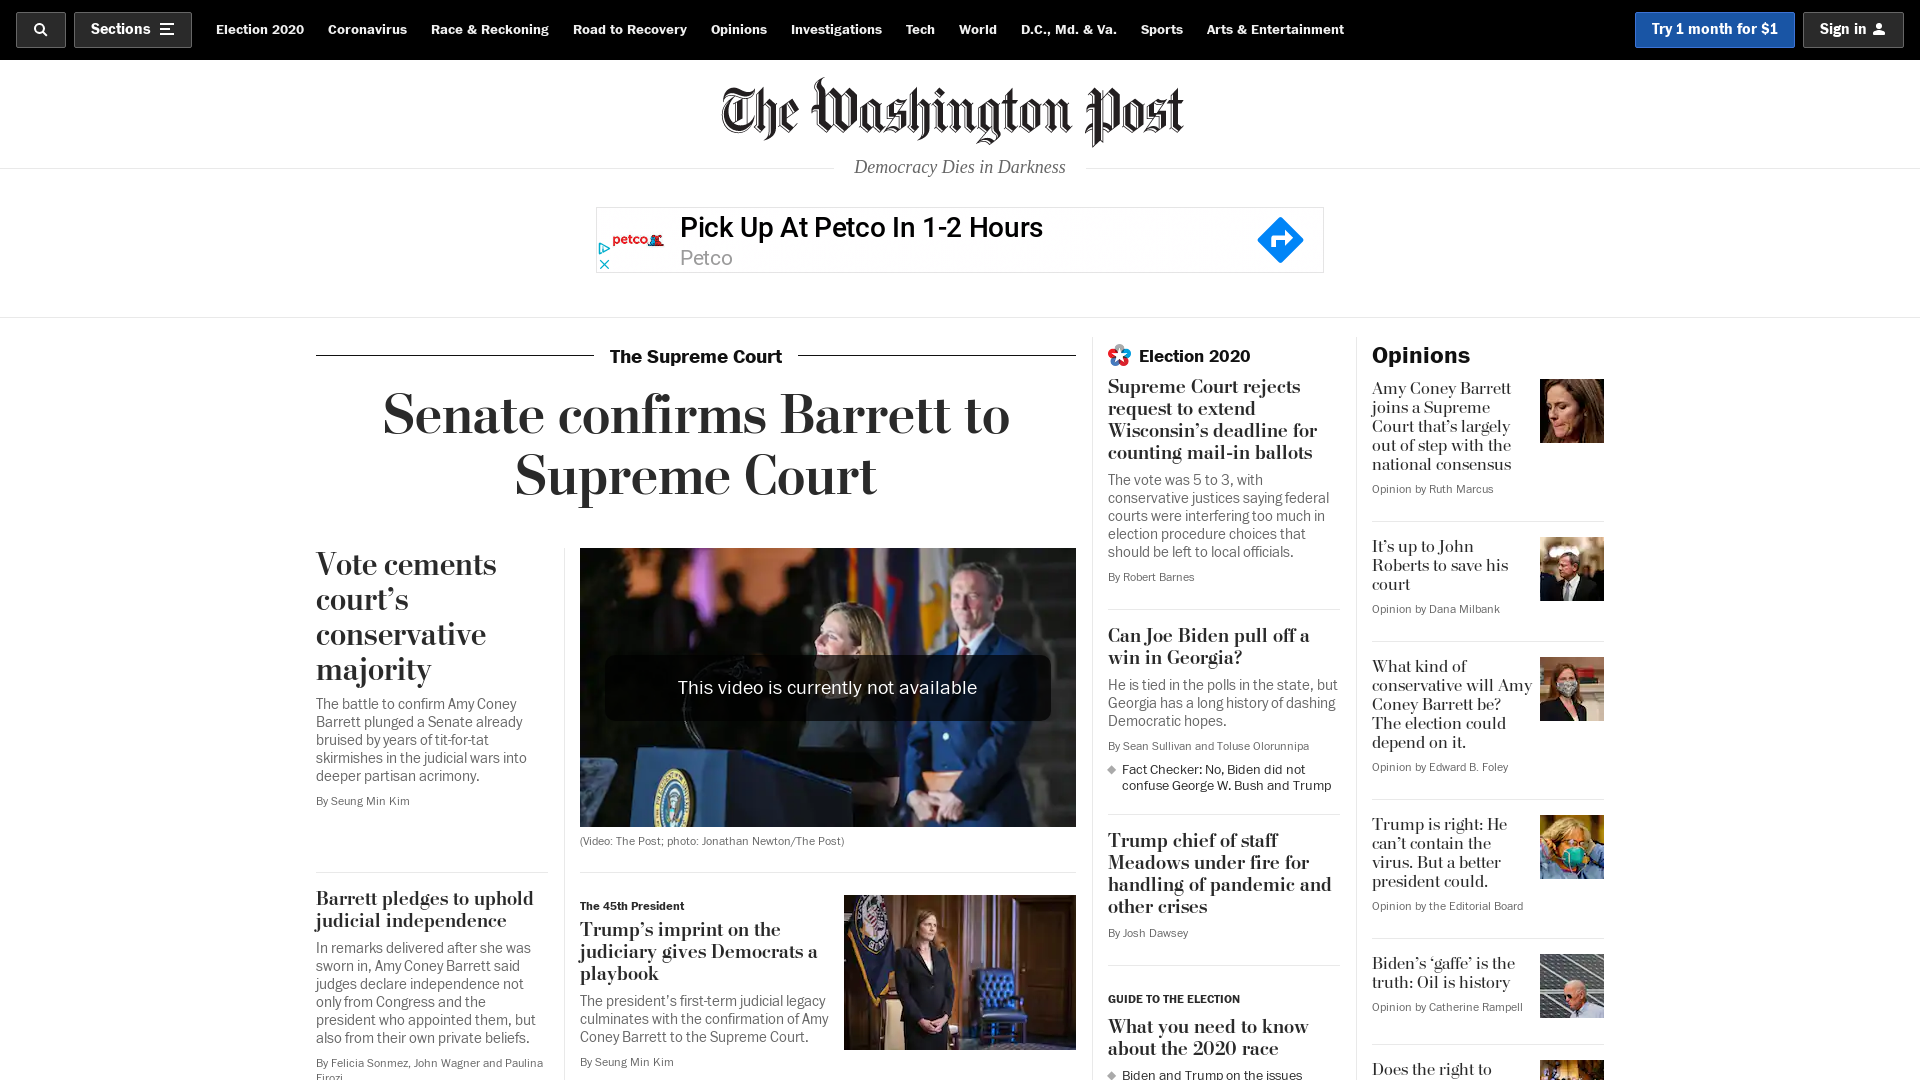 Sections
Election 2020
Coronavirus
Race & Reckoning
Road to Recovery
Opinions
Investigations
Tech
World
D.C., Md. & Va.
Sports
Arts & Entertainment
Try 1 month for $1
Sign in
The Washington Post
Democracy Dies in Darkness
petco
Pick Up At Petco In 1-2 Hours
Petco
The Supreme Court
Senate confirms Barrett to
Supreme Court
Vote cements
court’s
conservative
majority
The battle to confirm Amy Coney
Barrett plunged a Senate already
bruised by years of tit-for-tat
skirmishes in the judicial wars into
deeper partisan acrimony.
By Seung Min Kim
This video is currently not available
(Video: The Post; photo: Jonathan Newton/The Post)
Barrett pledges to uphold
judicial independence
In remarks delivered after she was
sworn in, Amy Coney Barrett said
judges declare independence not
only from Congress and the
president who appointed them, but
also from their own private beliefs.
By Felicia Sonmez, John Wagner and Paulina
Firozi
The 45th President
Trump’s imprint on the
judiciary gives Democrats a
playbook
The president’s first-term judicial legacy
culminates with the confirmation of Amy
Coney Barrett to the Supreme Court.
By Seung Min Kim
Election 2020
Supreme Court rejects
request to extend
Wisconsin’s deadline for
counting mail-in ballots
The vote was 5 to 3, with
conservative justices saying federal
courts were interfering too much in
election procedure choices that
should be left to local officials.
By Robert Barnes
Can Joe Biden pull off a
win in Georgia?
He is tied in the polls in the state, but
Georgia has a long history of dashing
Democratic hopes.
By Sean Sullivan and Toluse Olorunnipa
Fact Checker: No, Biden did not
confuse George W. Bush and Trump
Trump chief of staff
Meadows under fire for
handling of pandemic and
other crises
By Josh Dawsey
GUIDE TO THE ELECTION
What you need to know
about the 2020 race
Biden and Trump on the issues
Opinions
Amy Coney Barrett
joins a Supreme
Court that’s largely
out of step with the
national consensus
Opinion by Ruth Marcus
It’s up to John
Roberts to save his
court
Opinion by Dana Milbank
What kind of
conservative will Amy
Coney Barrett be?
The election could
depend on it.
Opinion by Edward B. Foley
Trump is right: He
can’t contain the
virus. But a better
president could.
Opinion by the Editorial Board
Biden’s ‘gaffe’ is the
truth: Oil is history
Opinion by Catherine Rampell
Does the right to